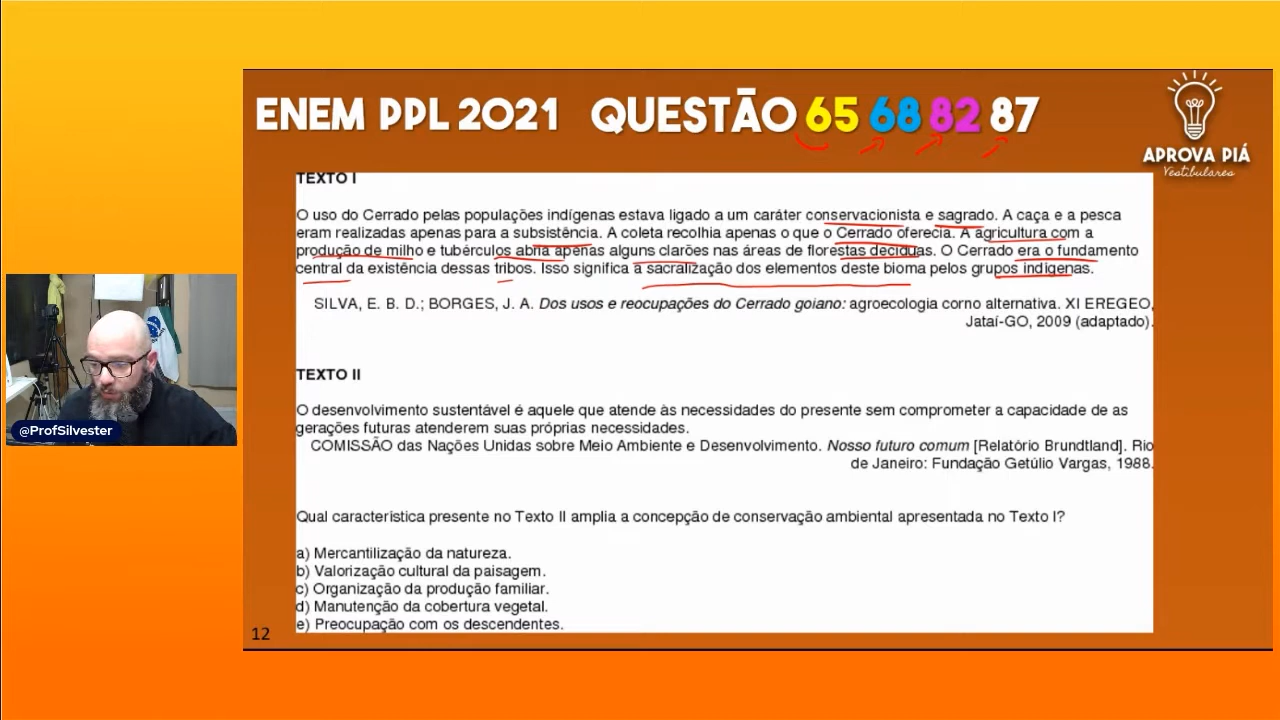 ENEM PPL 2021 QUESTÃO 65 68 82 87
APROVA PIÁ
Vestibulares
TEXTO I
O uso do Cerrado pelas populações indígenas estava ligado a um caráter conservacionista e sagrado. A caça e a pesca
eram realizadas apenas para a subsistência. A coleta recolhia apenas o que o Cerrado oferecia. A agricultura com a
produção de milho e tubérculos abria apenas alguns clarões nas áreas de florestas decíduas. O Cerrado era o fundamento
central da existência dessas tribos. Isso significa a sacralização dos elementos deste bioma pelos grupos indígenas.
SILVA, E. B. D.; BORGES, J. A. Dos usos e reocupações do Cerrado goiano: agroecologia corno alternativa. XI EREGEO,
Jataí-GO, 2009 (adaptado).
TEXTO II
O desenvolvimento sustentável é aquele que atende às necessidades do presente sem comprometer a capacidade de as
gerações futuras atenderem suas próprias necessidades.
COMISSÃO das Nações Unidas sobre Meio Ambiente e Desenvolvimento. Nosso futuro comum [Relatório Brundtland]. Rio
de Janeiro: Fundação Getúlio Vargas, 1988.
Qual característica presente no Texto II amplia a concepção de conservação ambiental apresentada no Texto I?
a) Mercantilização da natureza.
b) Valorização cultural da paisagem.
c) Organização da produção familiar.
d) Manutenção da cobertura vegetal.
e) Preocupação com os descendentes.
12
@ProfSilvester